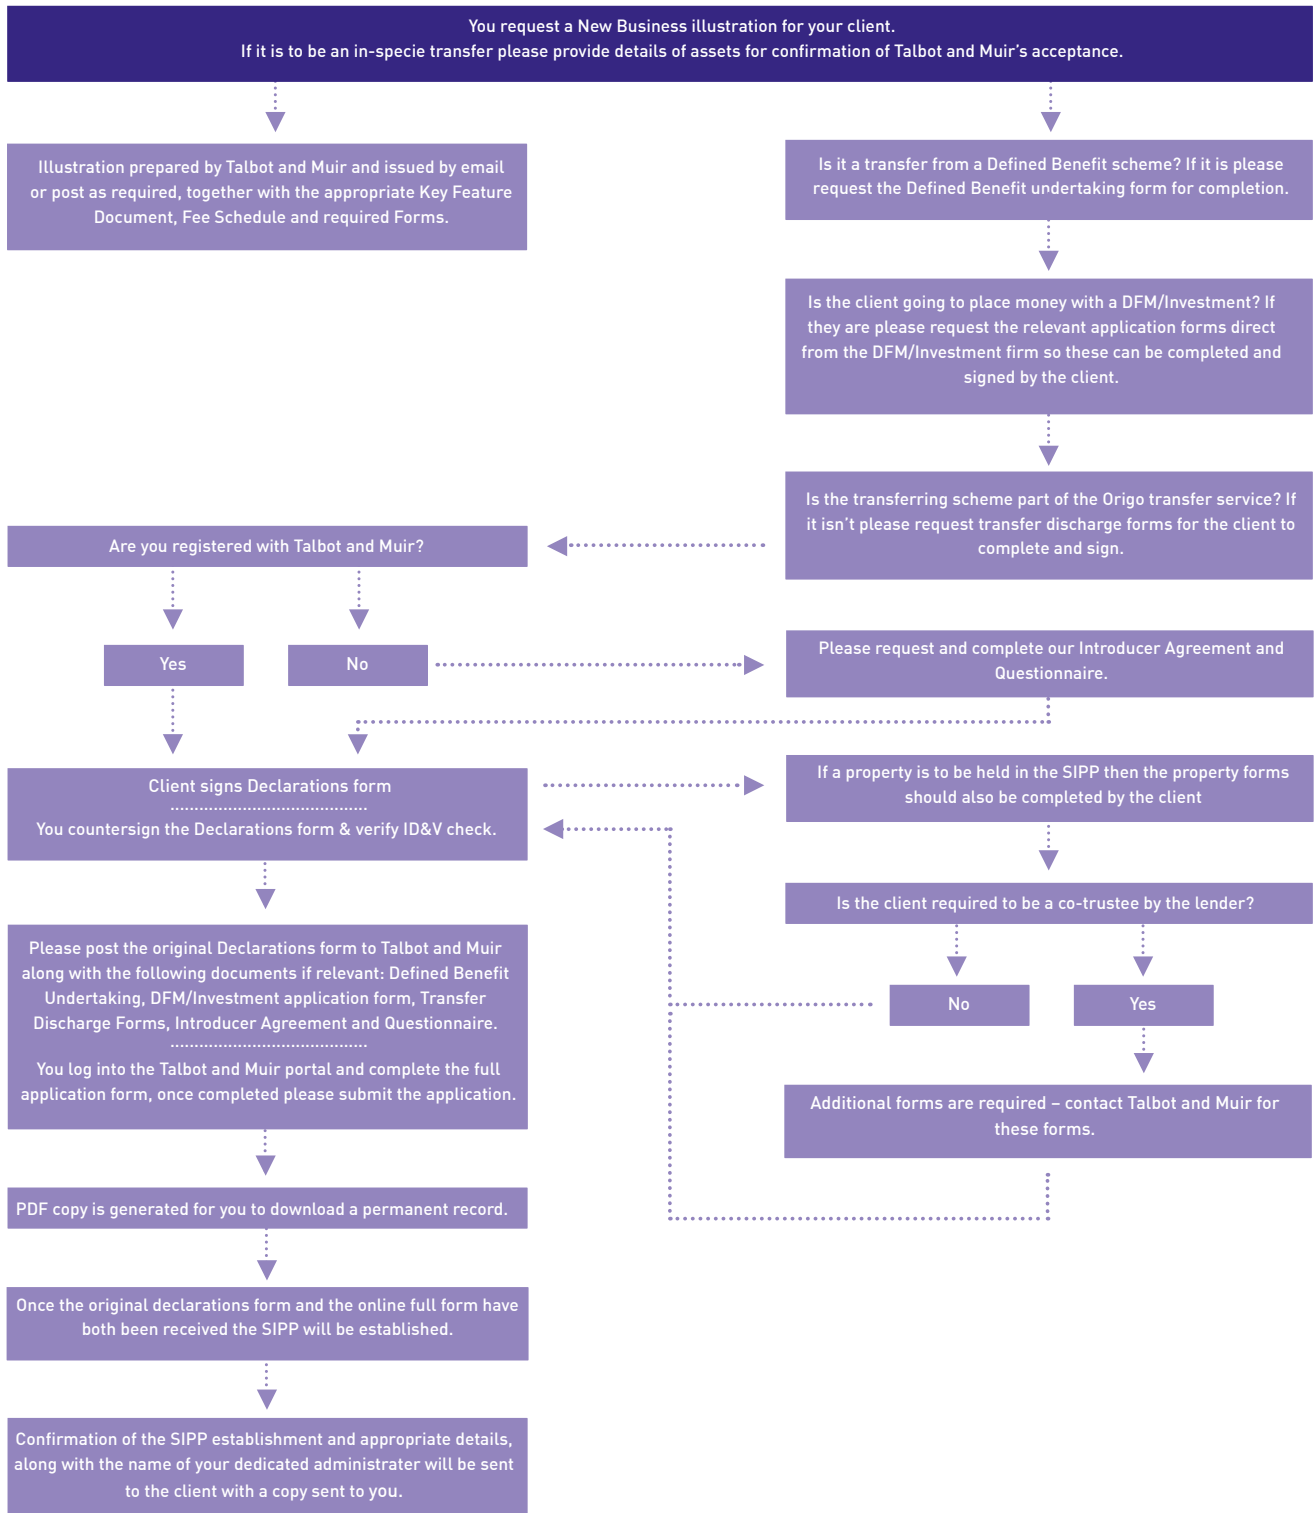 You request a New Business illustration for your client.
If it is to be an in-specie transfer please provide details of assets for confirmation of Talbot and Muir's acceptance.
Illustration prepared by Talbot and Muir and issued by email
or post as required, together with the appropriate Key Feature
Document, Fee Schedule and required Forms.
Is it a transfer from a Defined Benefit scheme? If it is please
request the Defined Benefit undertaking form for completion.
Is the client going to place money with a DFM/Investment? If
they are please request the relevant application forms direct
from the DFM/Investment firm so these can be completed and
signed by the client.
Is the transferring scheme part of the Origo transfer service? If
it isn't please request transfer discharge forms for the client to
complete and sign.
Are you registered with Talbot and Muir?
Yes
No
Please request and complete our Introducer Agreement and
Questionnaire.
Client signs Declarations form
You countersign the Declarations form & verify ID&V check.
If a property is to be held in the SIPP then the property forms
should also be completed by the client
Is the client required to be a co-trustee by the lender?
No
Yes
Additional forms are required – contact Talbot and Muir for
these forms.
Please post the original Declarations form to Talbot and Muir
along with the following documents if relevant: Defined Benefit
Undertaking, DFM/Investment application form, Transfer
Discharge Forms, Introducer Agreement and Questionnaire.
You log into the Talbot and Muir portal and complete the full
application form, once completed please submit the application.
PDF copy is generated for you to download a permanent record.
Once the original declarations form and the online full form have
both been received the SIPP will be established.
Confirmation of the SIPP establishment and appropriate details,
along with the name of your dedicated administrater will be sent
to the client with a copy sent to you.